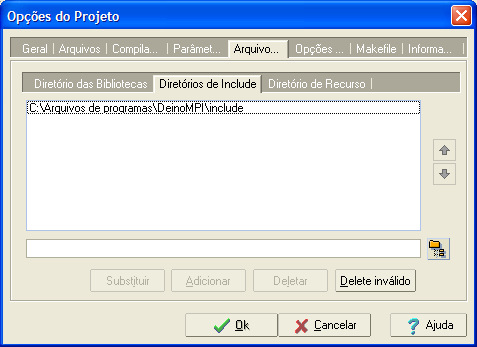 Opções do Projeto
Geral Arquivos Compila... Parâmet... Arquivo... Opções ... Makefile Informa...
Diretório das Bibliotecas Diretórios de Include Diretório de Recurso
C:\Arquivos de programas\DeinoMPI\include
Substituir Adicionar Deletar Delete inválido
Ok Cancelar Ajuda